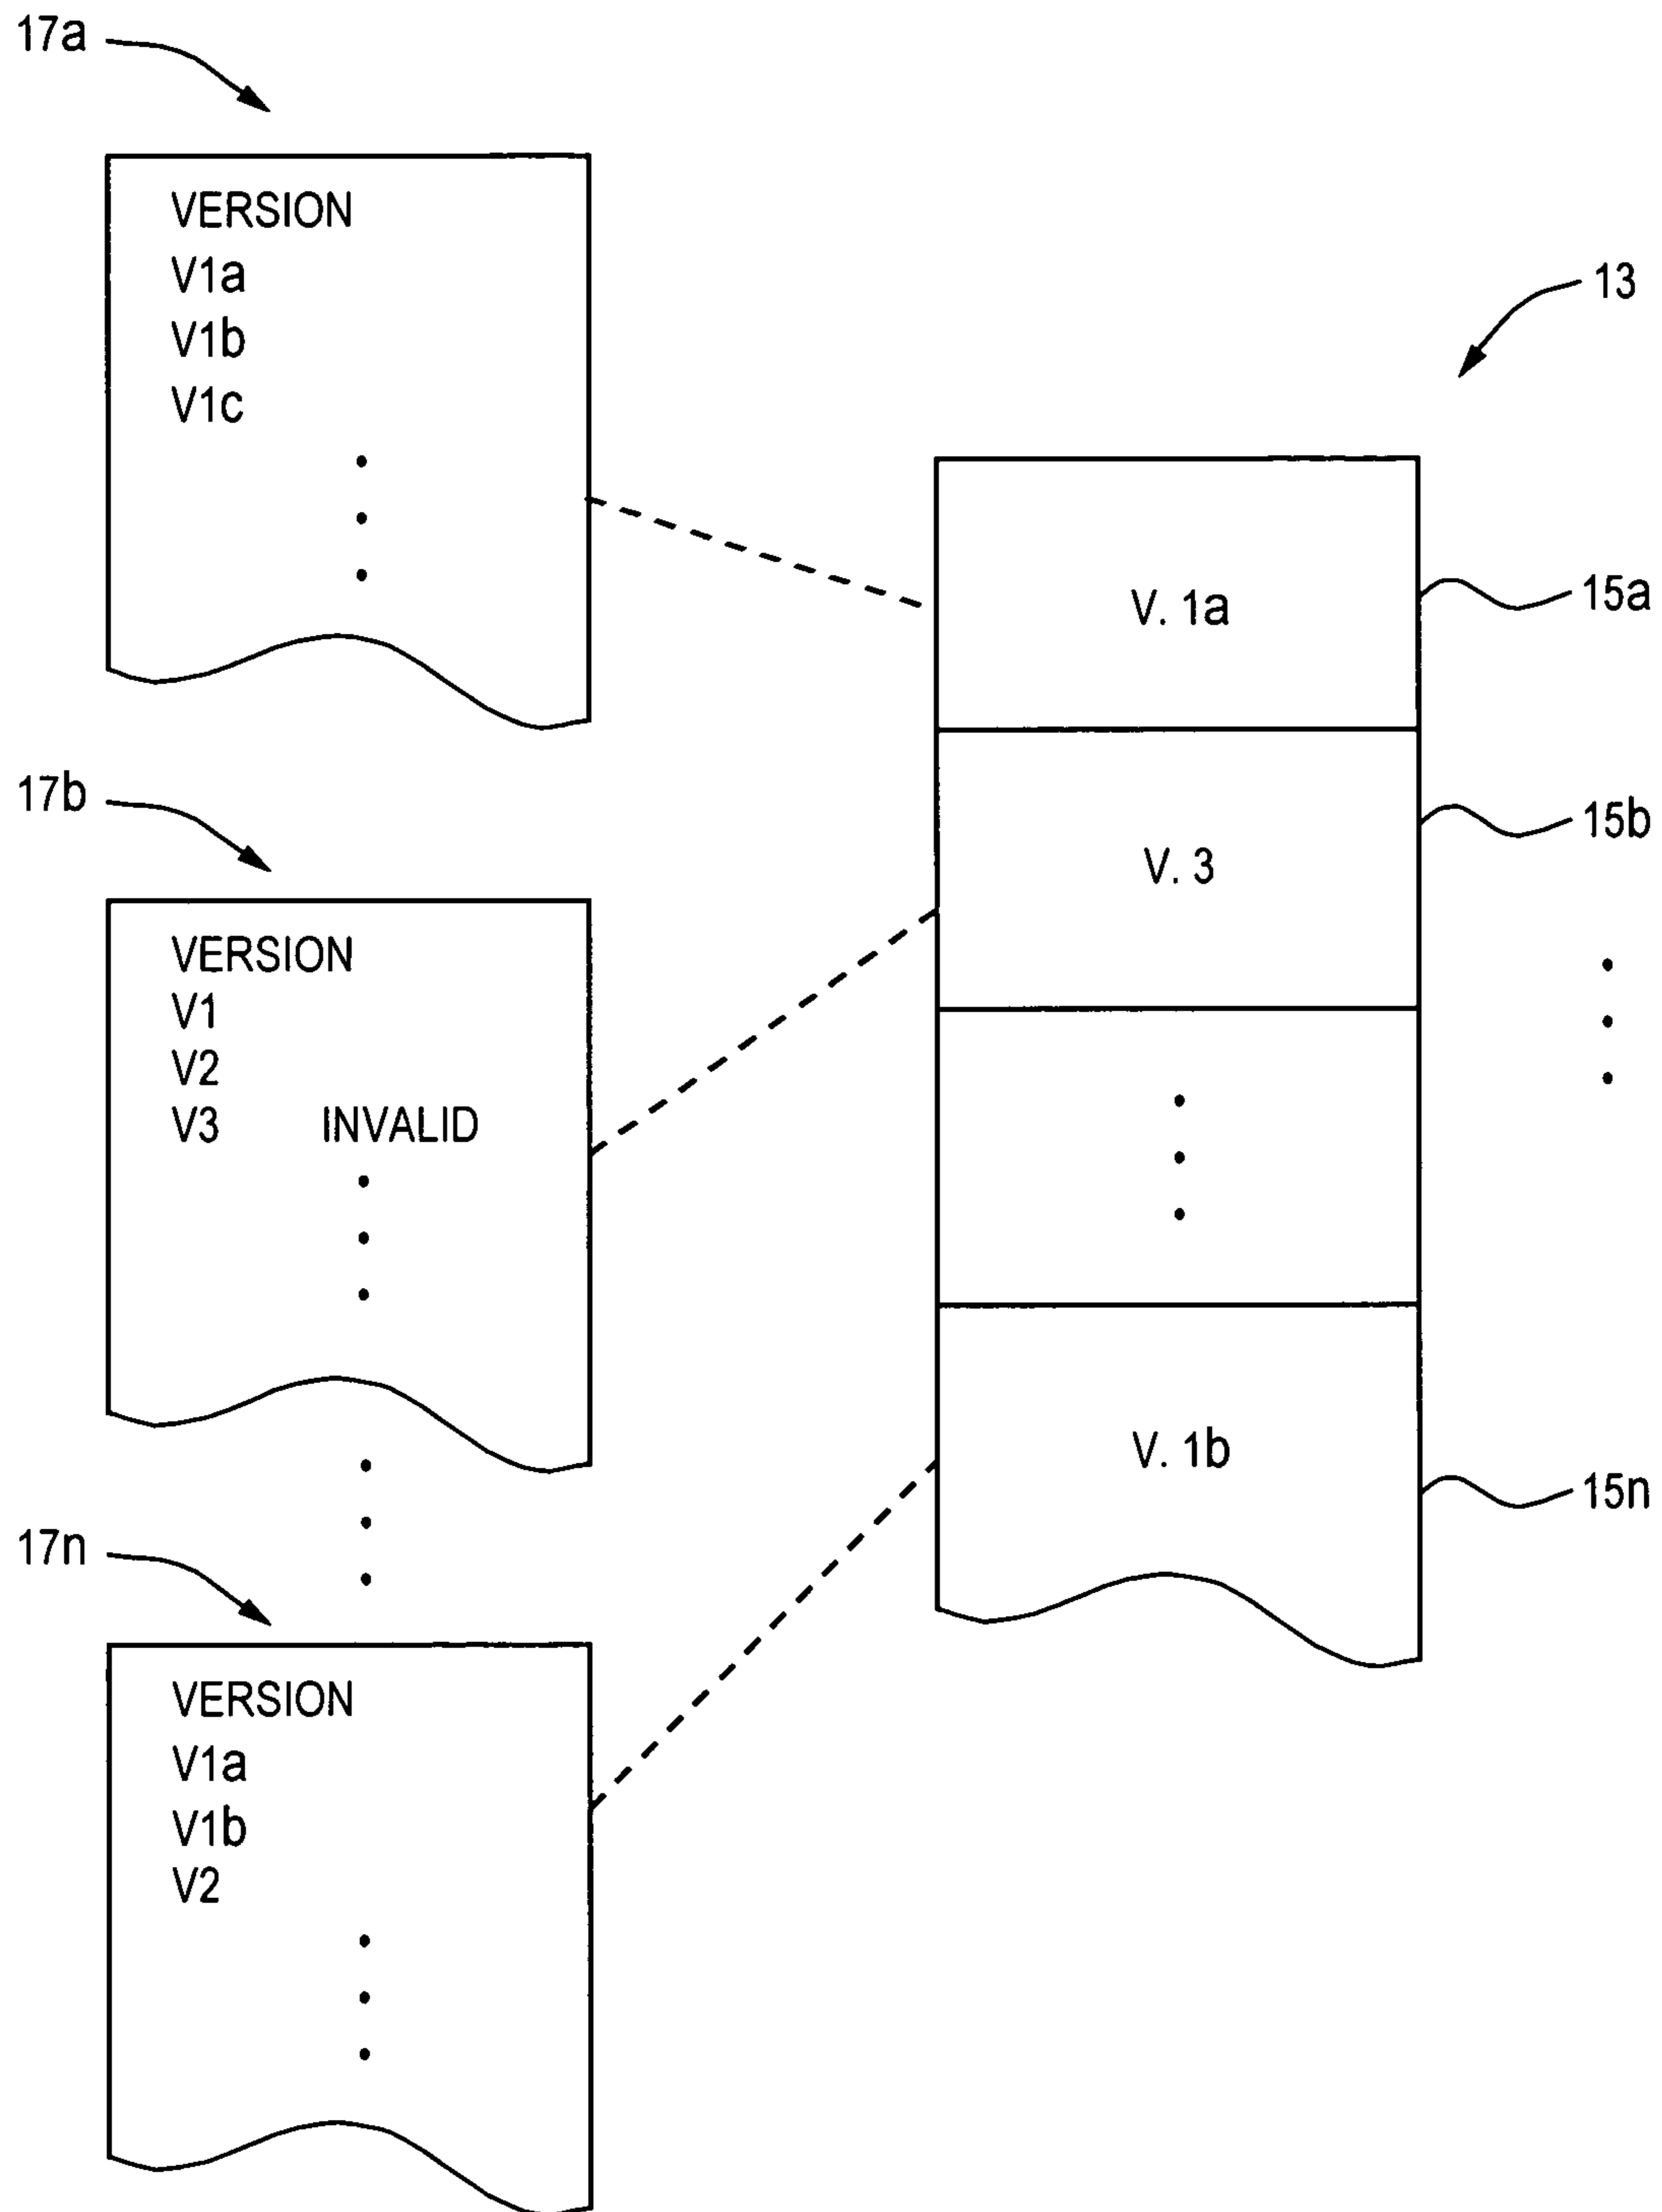 17a
VERSION
V1a
V1b
V1c
13
V. 1a
15a
17b
V. 3
15b
VERSION
V1
V2
V3 INVALID
V. 1b
15n
17n
VERSION
V1a
V1b
V2